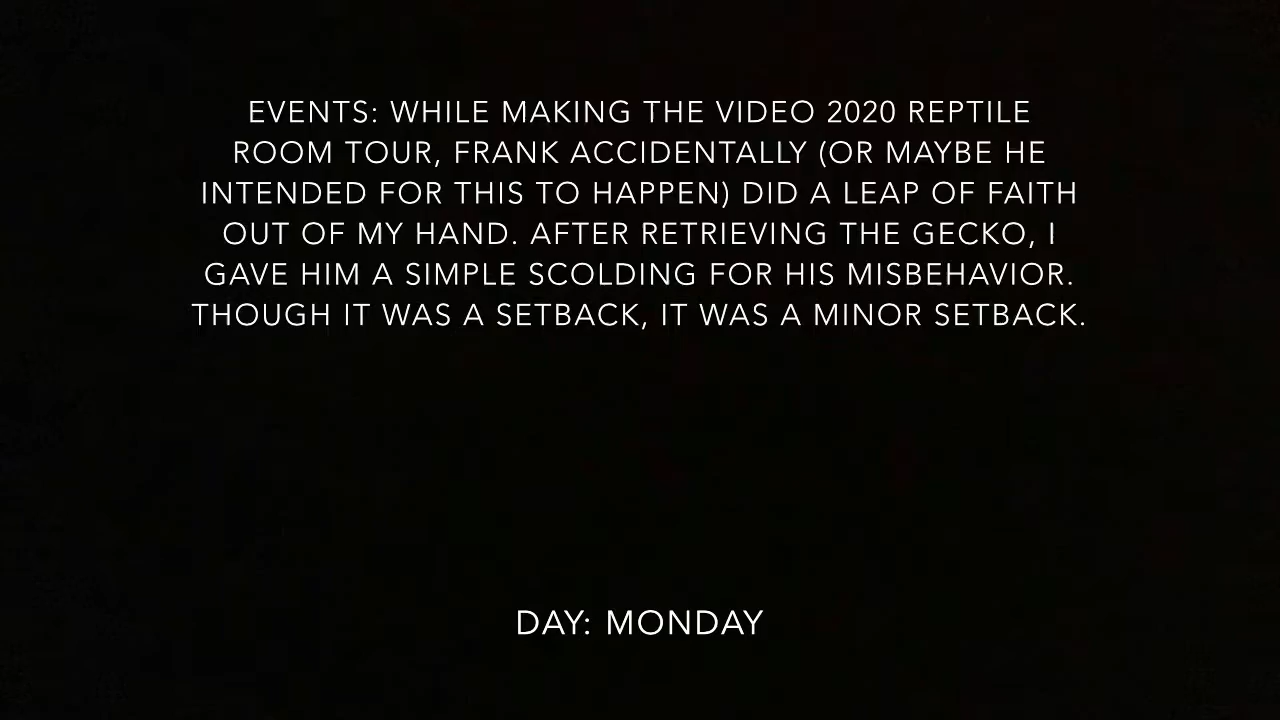 EVENTS: WHILE MAKING THE VIDEO 2020 REPTILE
ROOM TOUR, FRANK ACCIDENTALLY (OR MAYBE HE
INTENDED FOR THIS TO HAPPEN) DID A LEAP OF FAITH
OUT OF MY HAND. AFTER RETRIEVING THE GECKO, I
GAVE HIM A SIMPLE SCOLDING FOR HIS MISBEHAVIOR.
THOUGH IT WAS A SETBACK, IT WAS A MINOR SETBACK.
DAY: MONDAY